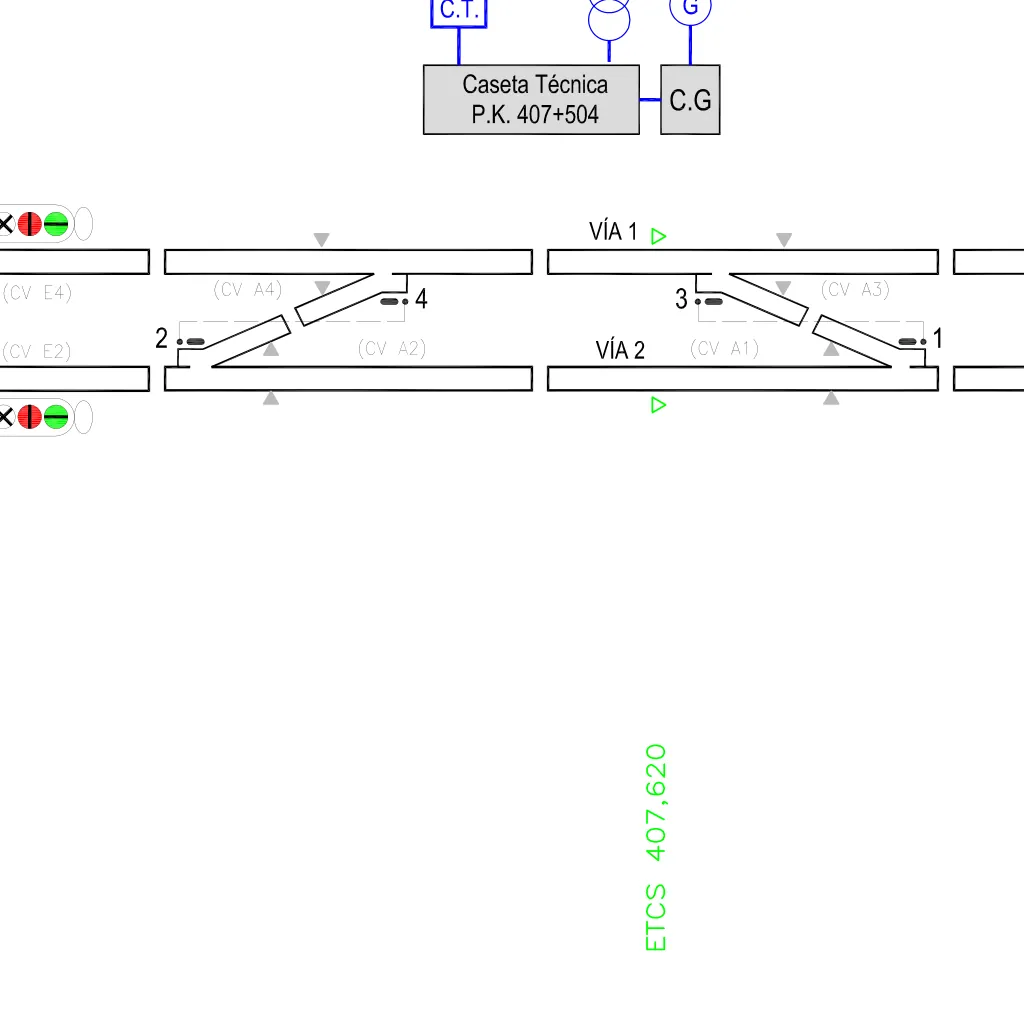 C.T.
G
Caseta Técnica
P.K. 407+504
C.G
VÍA 1
(CV E4)
(CV A4)
4
3
(CV A3)
2
1
(CV E2)
(CV A2)
VÍA 2
(CV A1)
ETCS 407,620